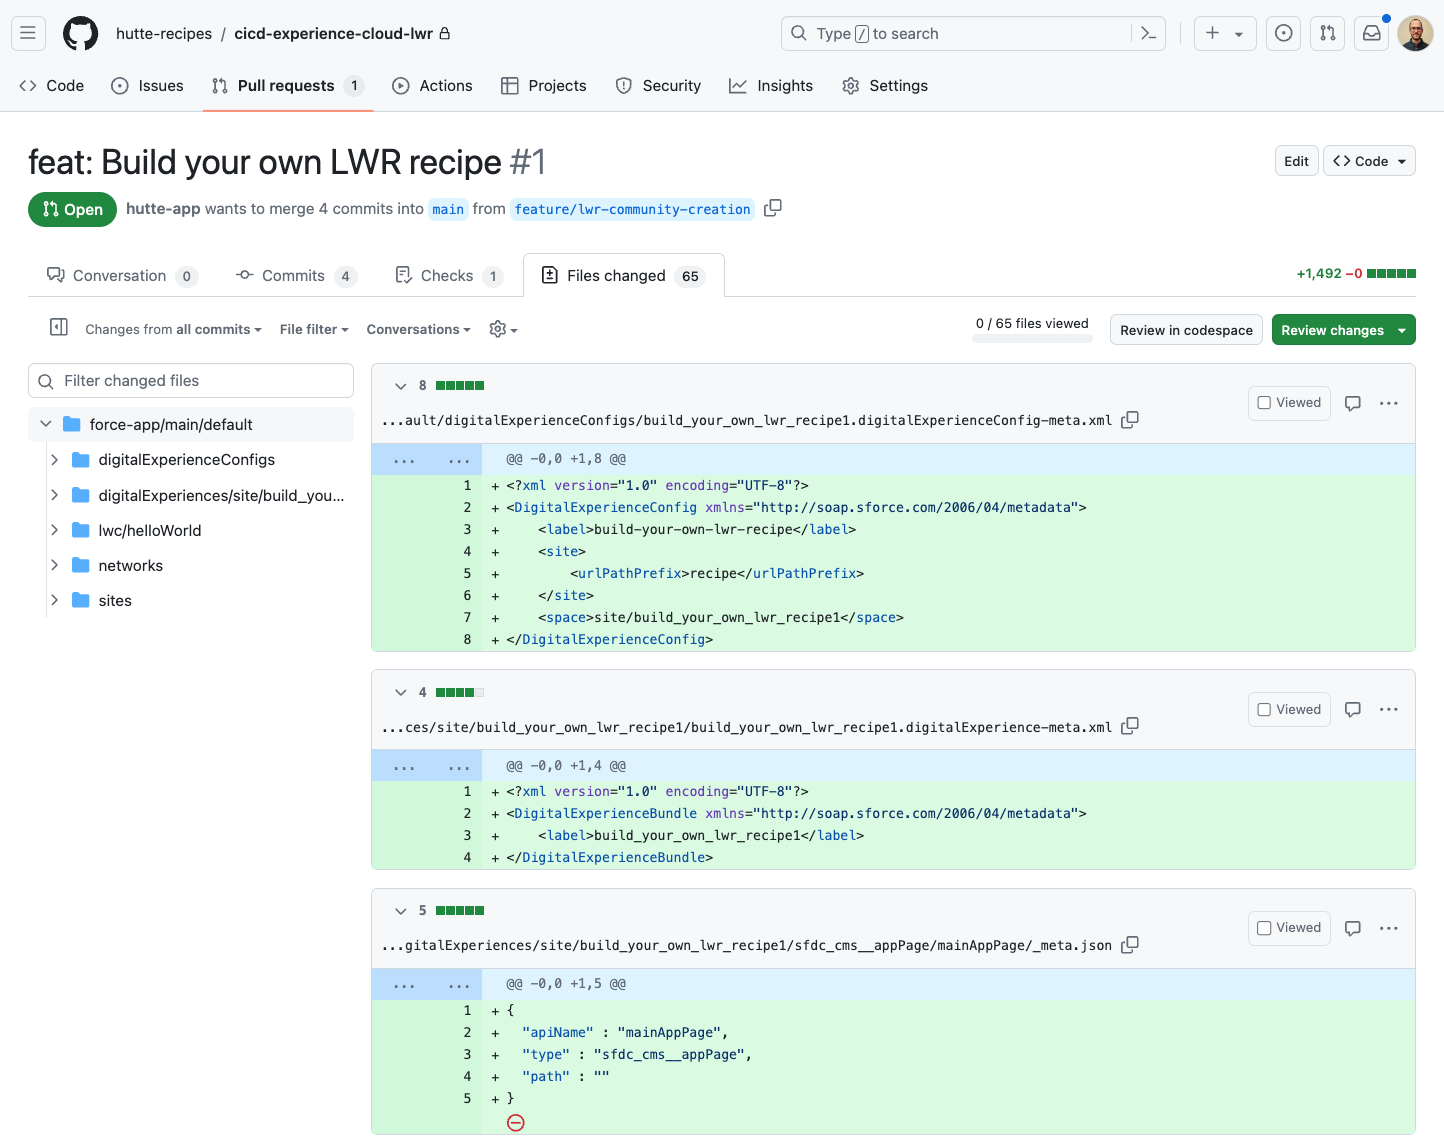 hutte-recipes / cicd-experience-cloud-lwr
Type / to search
Code
Issues
Pull requests 1
Actions
Projects
Security
Insights
Settings
feat: Build your own LWR recipe #1
Edit
Code
Open
hutte-app wants to merge 4 commits into main from feature/lwr-community-creation
Conversation 0
Commits 4
Checks 1
Files changed 65
+1,492 −0
Changes from all commits
File filter
Conversations
0 / 65 files viewed
Review in codespace
Review changes
Filter changed files
force-app/main/default
digitalExperienceConfigs
digitalExperiences/site/build_you...
lwc/helloWorld
networks
sites
8
...ault/digitalExperienceConfigs/build_your_own_lwr_recipe1.digitalExperienceConfig-meta.xml
Viewed
... ... @@ -0,0 +1,8 @@
1 + <?xml version="1.0" encoding="UTF-8"?>
2 + <DigitalExperienceConfig xmlns="http://soap.sforce.com/2006/04/metadata">
3 +     <label>build-your-own-lwr-recipe</label>
4 +     <site>
5 +         <urlPathPrefix>recipe</urlPathPrefix>
6 +     </site>
7 +     <space>site/build_your_own_lwr_recipe1</space>
8 + </DigitalExperienceConfig>
4
...ces/site/build_your_own_lwr_recipe1/build_your_own_lwr_recipe1.digitalExperience-meta.xml
Viewed
... ... @@ -0,0 +1,4 @@
1 + <?xml version="1.0" encoding="UTF-8"?>
2 + <DigitalExperienceBundle xmlns="http://soap.sforce.com/2006/04/metadata">
3 +     <label>build_your_own_lwr_recipe1</label>
4 + </DigitalExperienceBundle>
5
...gitalExperiences/site/build_your_own_lwr_recipe1/sfdc_cms__appPage/mainAppPage/_meta.json
Viewed
... ... @@ -0,0 +1,5 @@
1 + {
2 +   "apiName" : "mainAppPage",
3 +   "type" : "sfdc_cms__appPage",
4 +   "path" : ""
5 + }